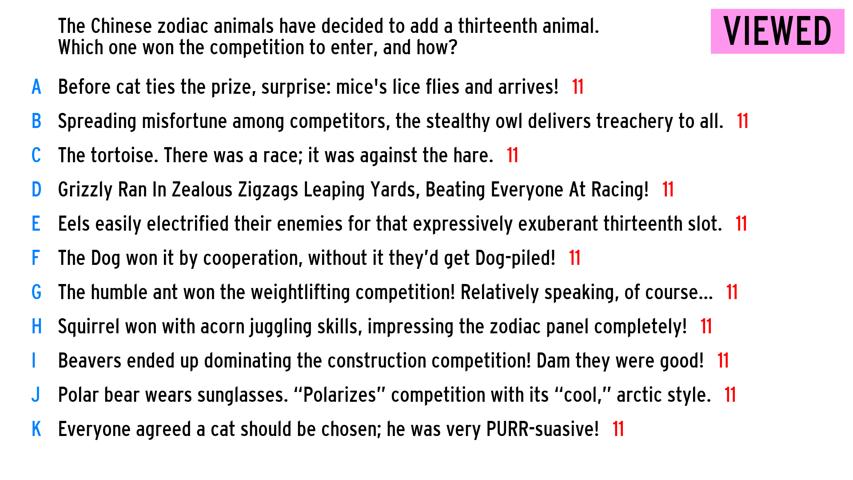 The Chinese zodiac animals have decided to add a thirteenth animal.
Which one won the competition to enter, and how?
VIEWED
A Before cat ties the prize, surprise: mice's lice flies and arrives! 11
B Spreading misfortune among competitors, the stealthy owl delivers treachery to all. 11
C The tortoise. There was a race; it was against the hare. 11
D Grizzly Ran In Zealous Zigzags Leaping Yards, Beating Everyone At Racing! 11
E Eels easily electrified their enemies for that expressively exuberant thirteenth slot. 11
F The Dog won it by cooperation, without it they’d get Dog-piled! 11
G The humble ant won the weightlifting competition! Relatively speaking, of course... 11
H Squirrel won with acorn juggling skills, impressing the zodiac panel completely! 11
I Beavers ended up dominating the construction competition! Dam they were good! 11
J Polar bear wears sunglasses. “Polarizes” competition with its “cool,” arctic style. 11
K Everyone agreed a cat should be chosen; he was very PURR-suasive! 11